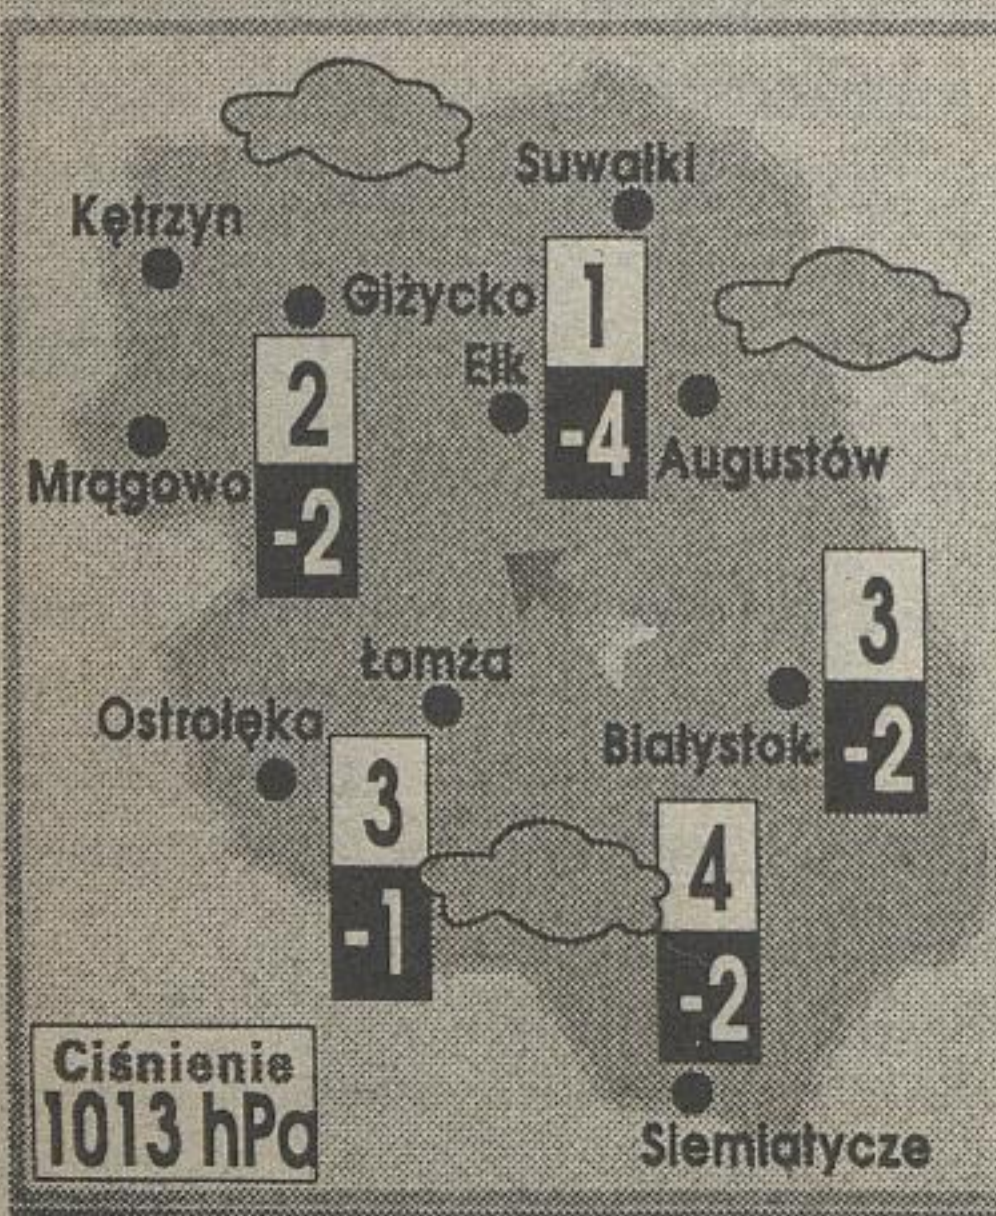 Suwałki
Kętrzyn
Giżycko
1
Ełk
2
-4
Augustów
Mrągowo
-2
3
Łomża
Ostrołęka
Białystok
-2
3
4
-1
-2
Ciśnienie
1013 hPa
Siemiatycze